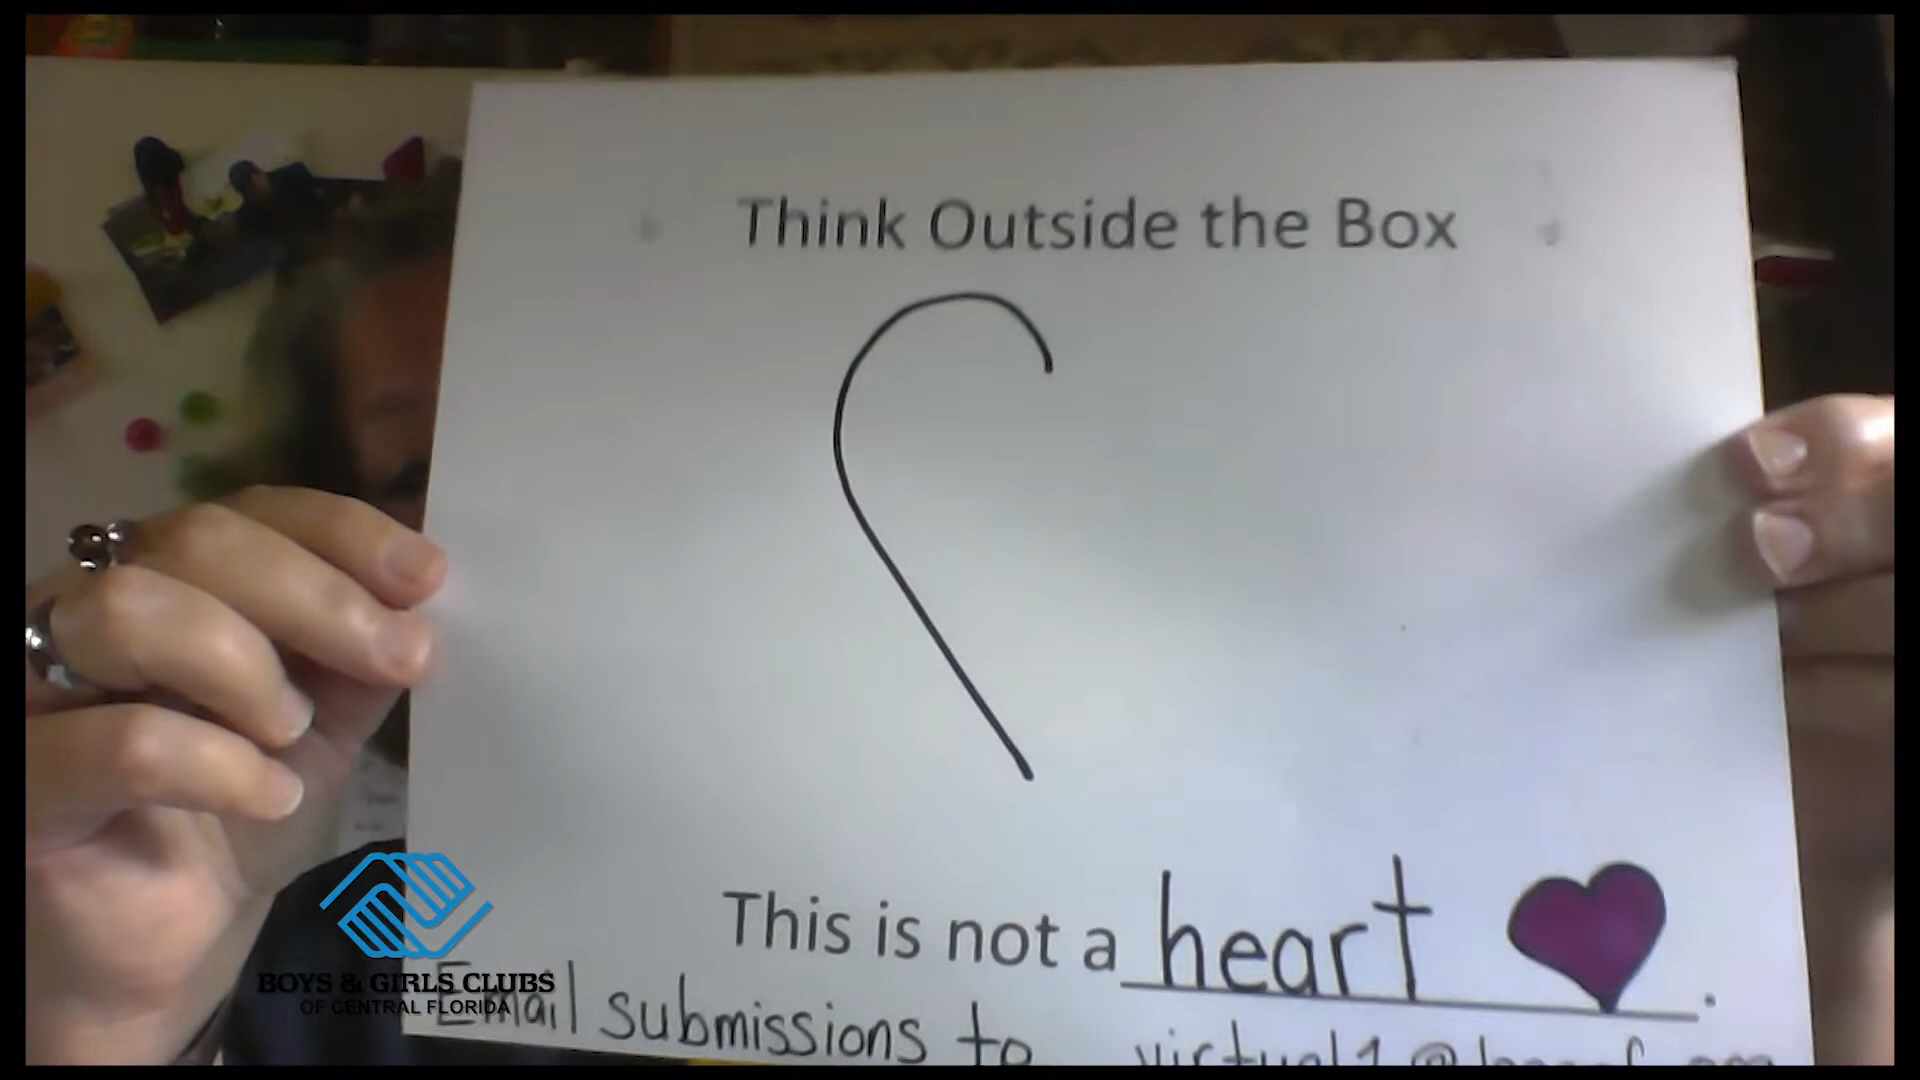 Think Outside the Box
This is not a heart.
BOYS & GIRLS CLUBS
OF CENTRAL FLORIDA
Email submissions to